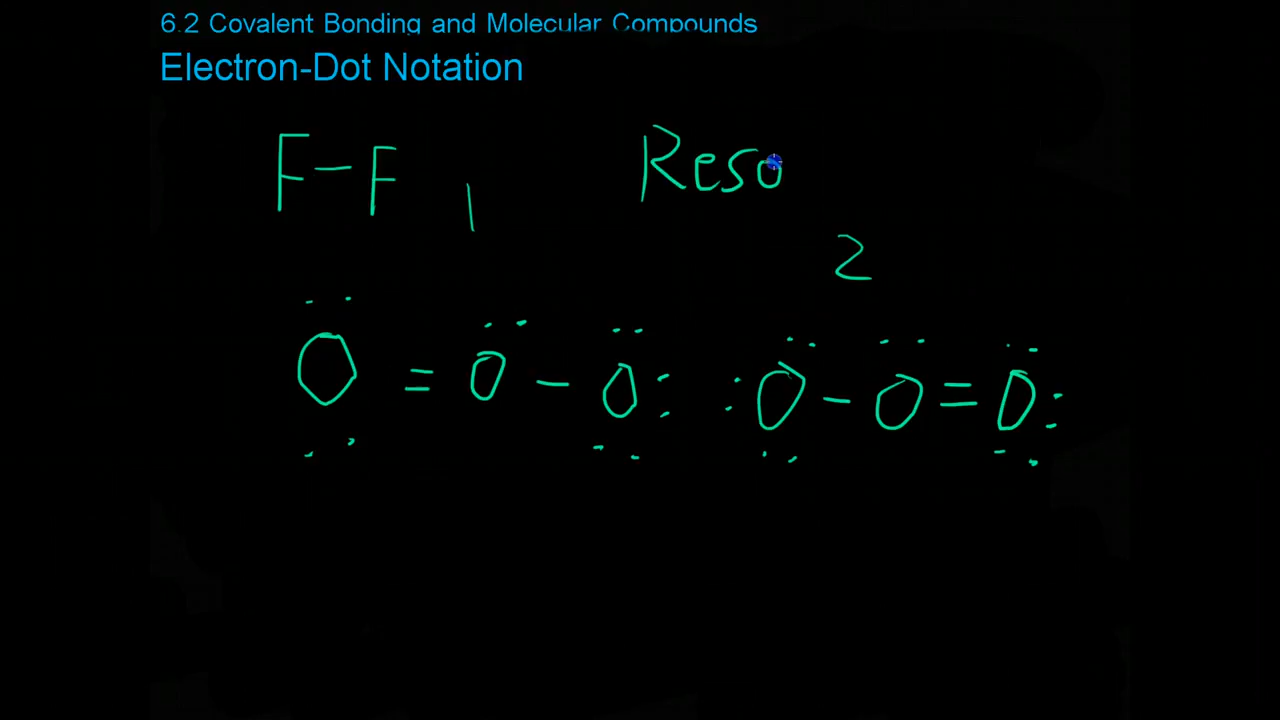 6.2 Covalent Bonding and Molecular Compounds
Electron-Dot Notation
F-F
Reso
1
2
O = O - O: :O - O = O: